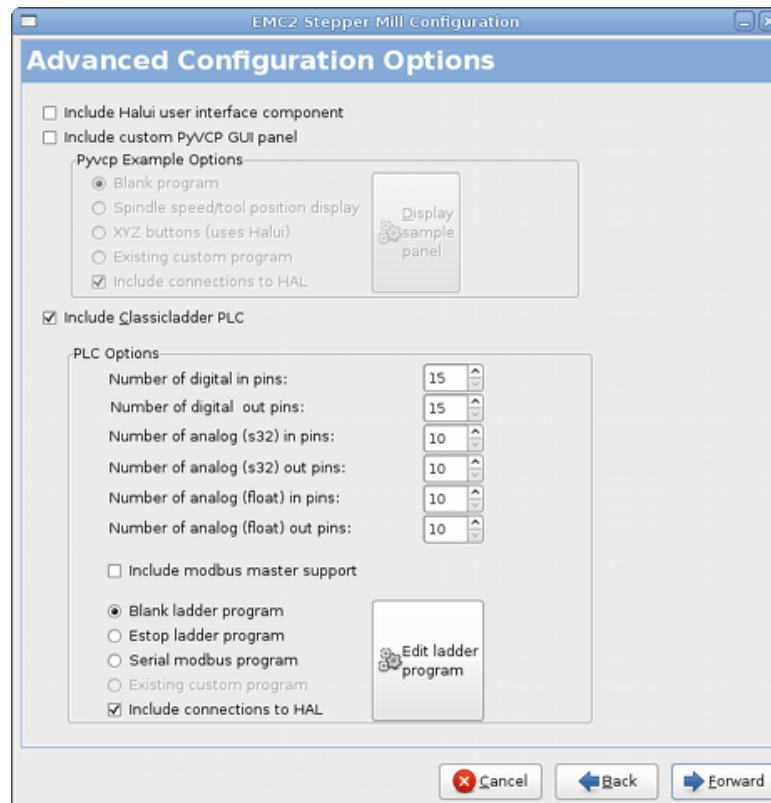 EMC2 Stepper Mill Configuration
Advanced Configuration Options
Include Halui user interface component
Include custom PyVCP GUI panel
Pyvcp Example Options
Blank program
Spindle speed/tool position display
XYZ buttons (uses Halui)
Existing custom program
Include connections to HAL
Display
sample
panel
Include Classicladder PLC
PLC Options
Number of digital in pins: 15
Number of digital out pins: 15
Number of analog (s32) in pins: 10
Number of analog (s32) out pins: 10
Number of analog (float) in pins: 10
Number of analog (float) out pins: 10
Include modbus master support
Blank ladder program
Estop ladder program
Serial modbus program
Existing custom program
Include connections to HAL
Edit ladder
program
Cancel Back Forward